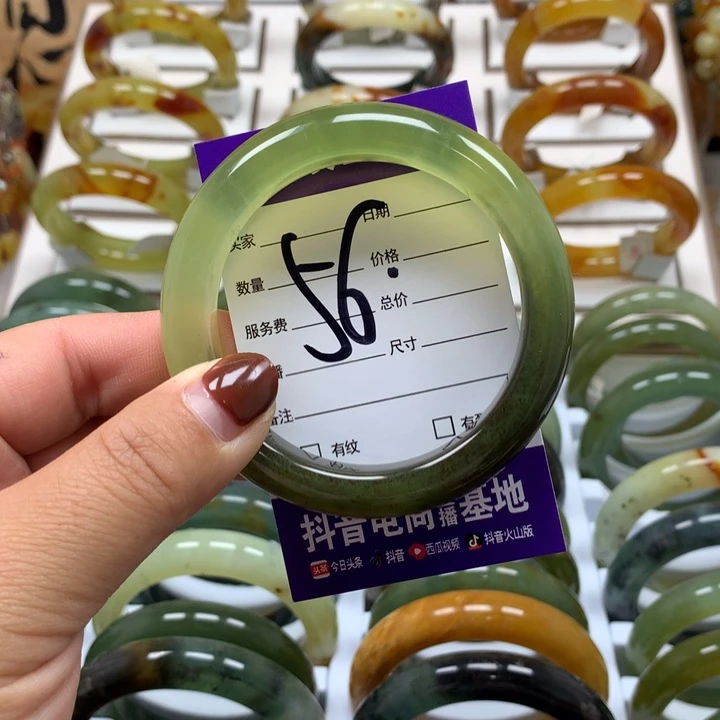 日期
买家
56.
价格
数量
总价
服务费
尺寸
备注
有纹
抖音电商直播基地
头条 今日头条 抖音 西瓜视频 抖音火山版